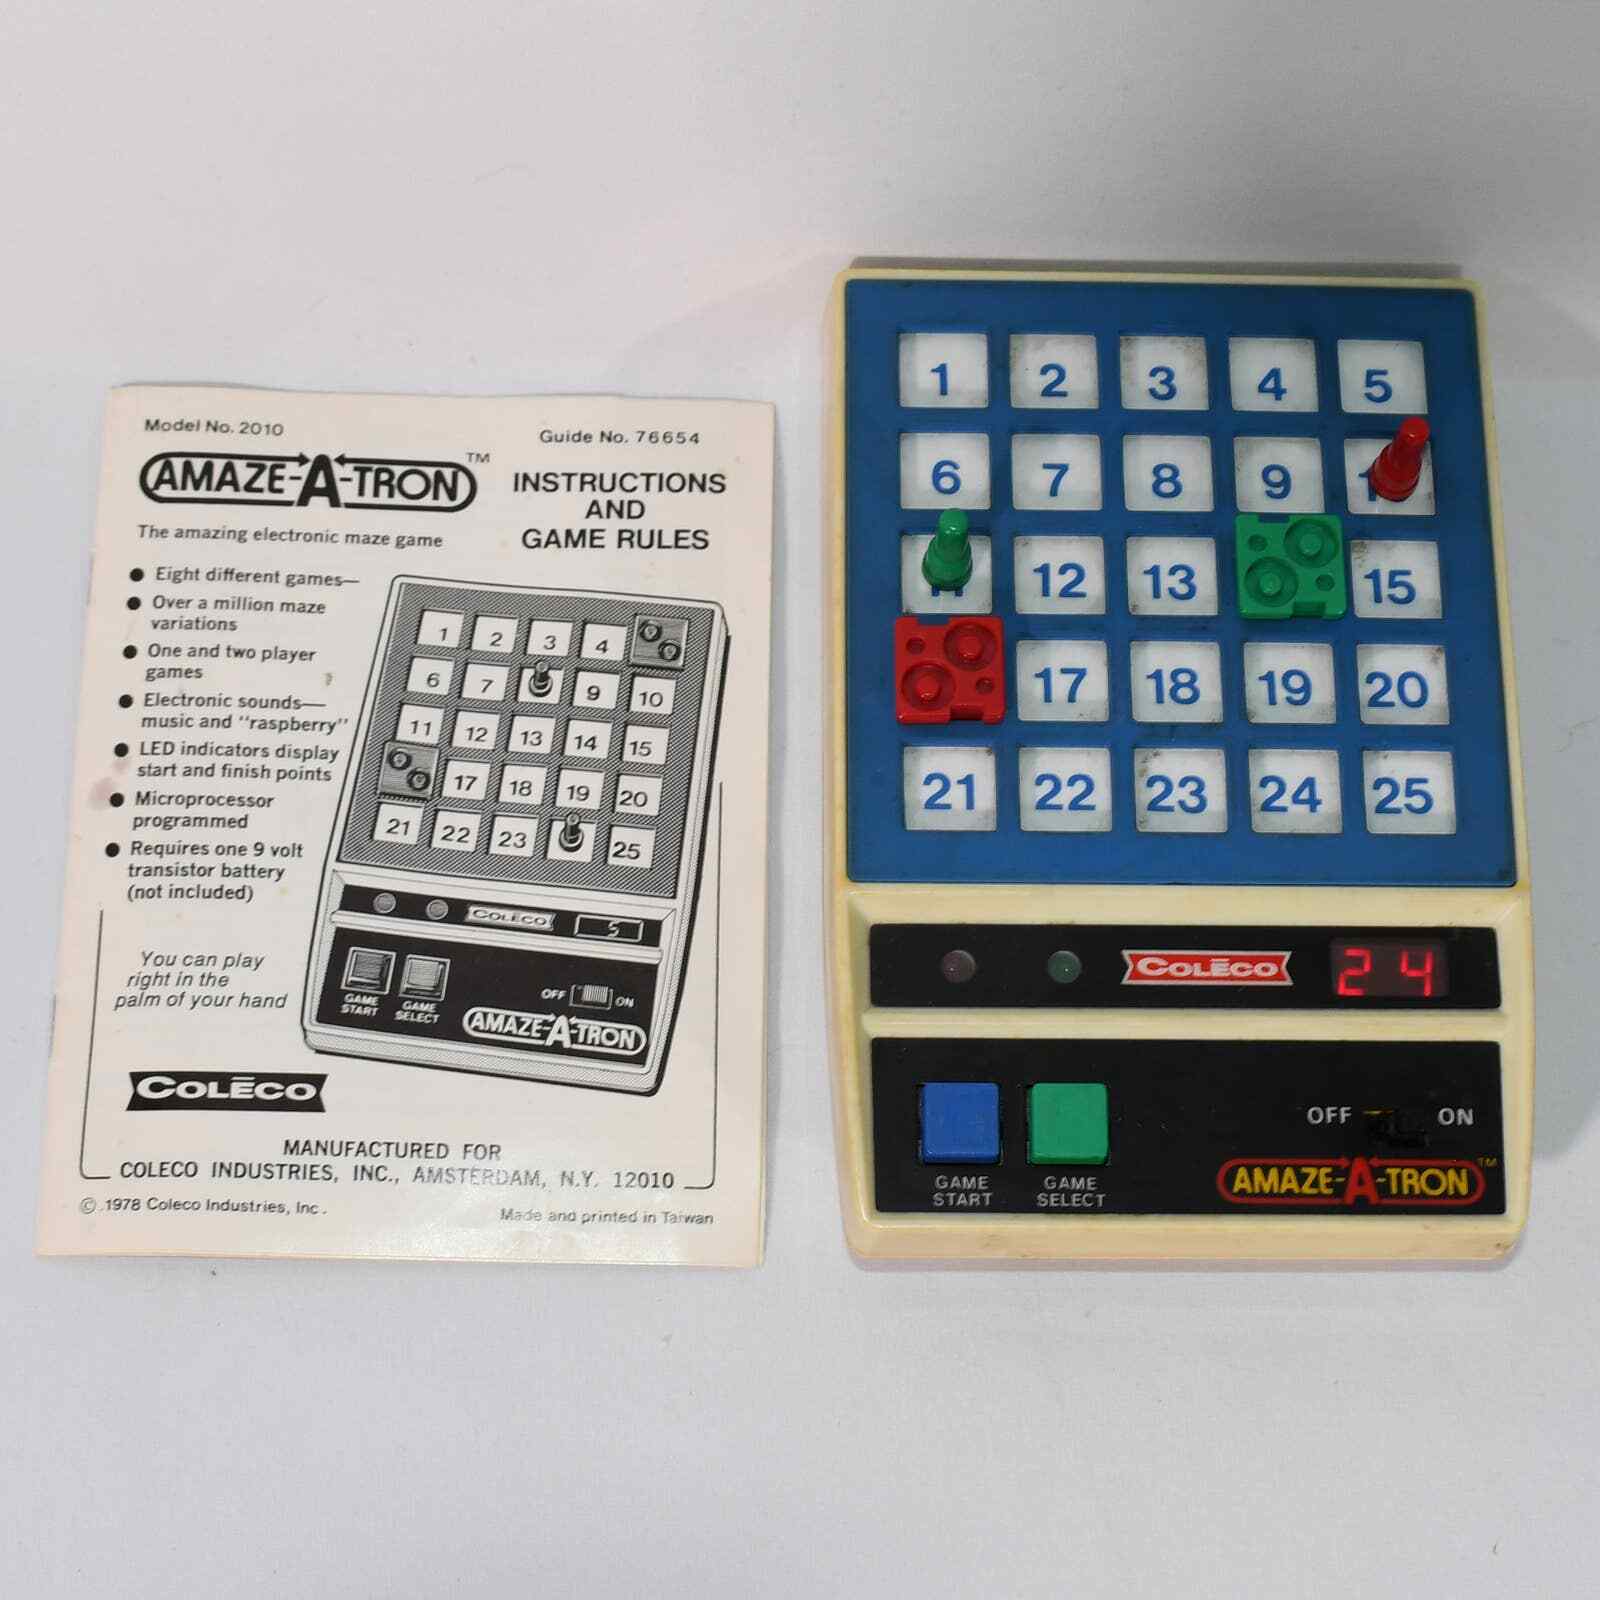 Model No. 2010
Guide No. 76654
AMAZE-A-TRON™
INSTRUCTIONS
AND
GAME RULES
The amazing electronic maze game
● Eight different games—
● Over a million maze
variations
● One and two player
games
● Electronic sounds—
music and "raspberry"
● LED indicators display
start and finish points
● Microprocessor
programmed
● Requires one 9 volt
transistor battery
(not included)
You can play
right in the
palm of your hand
1 2 3 4
6 7 9 10
11 12 13 14 15
17 18 19 20
21 22 23 25
COLECO 5
GAME
START
GAME
SELECT
OFF ON
AMAZE-A-TRON
COLECO
MANUFACTURED FOR
COLECO INDUSTRIES, INC., AMSTERDAM, N.Y. 12010
© 1978 Coleco Industries, Inc.
Made and printed in Taiwan
1 2 3 4 5
6 7 8 9
12 13 15
17 18 19 20
21 22 23 24 25
COLECO 24
GAME
START
GAME
SELECT
OFF ON
AMAZE-A-TRON™